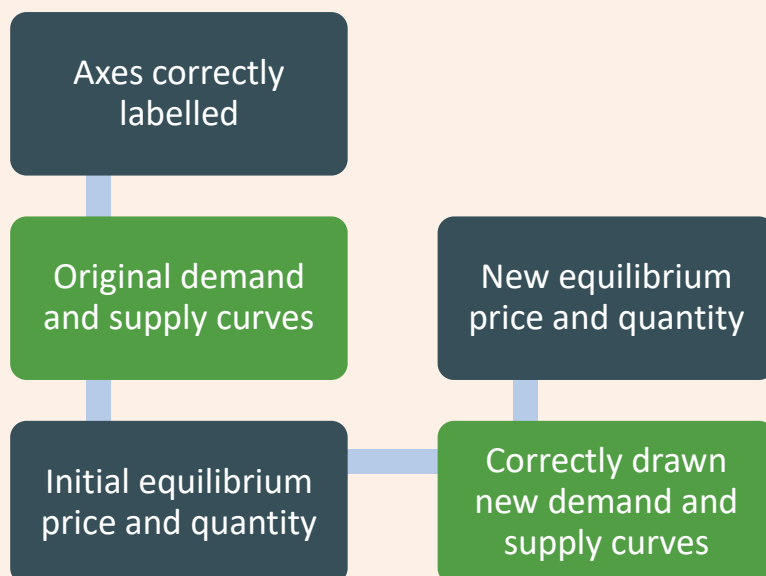 Axes correctly
labelled
Original demand
and supply curves
Initial equilibrium
price and quantity
Correctly drawn
new demand and
supply curves
New equilibrium
price and quantity